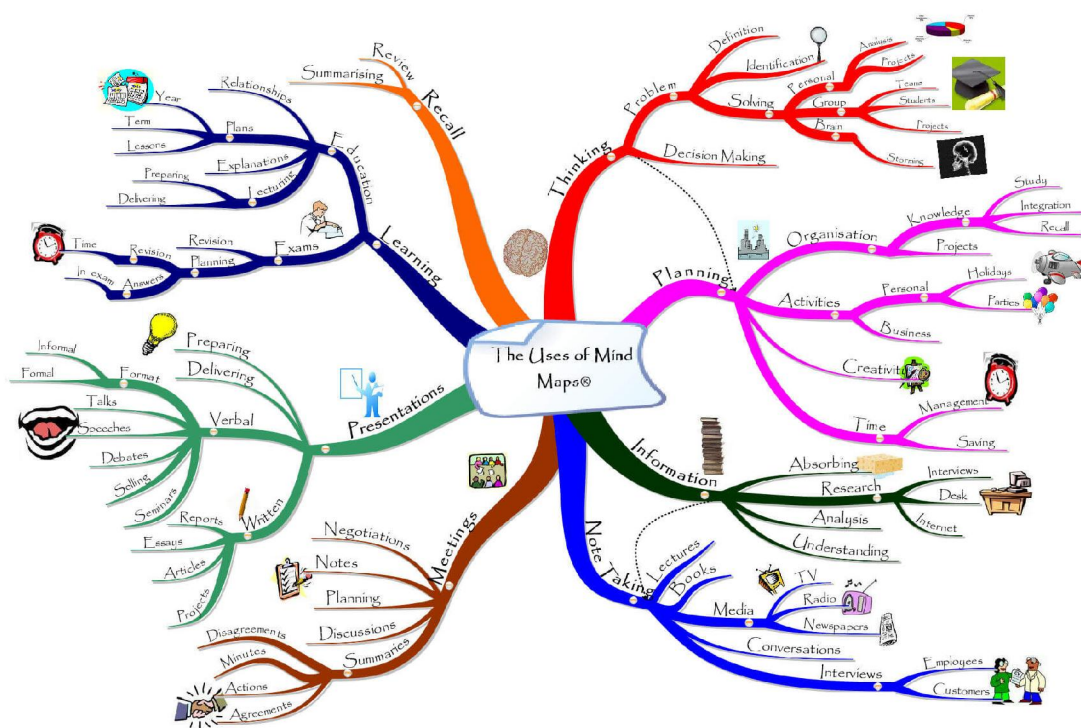 The Uses of Mind
Maps®
Thinking
Problem
Definition
Identification
Solving
Personal
Analysis
Projects
Group
Teams
Students
Projects
Brain
Storming
Decision Making
Planning
Organisation
Knowledge
Study
Integration
Recall
Projects
Activities
Personal
Holidays
Parties
Business
Creativit
Time
Management
Saving
Information
Absorbing
Research
Interviews
Desk
Internet
Analysis
Understanding
Note Taking
Lectures
Books
Media
TV
Radio
Newspapers
Conversations
Interviews
Employees
Customers
Meetings
Negotiations
Notes
Planning
Discussions
Summaries
Disagreements
Minutes
Actions
Agreements
Presentations
Preparing
Delivering
Verbal
Format
Informal
Formal
Talks
Speeches
Debates
Selling
Seminars
Written
Reports
Essays
Articles
Projects
Learning
Education
Relationships
Plans
Year
Term
Lessons
Explanations
Lecturing
Preparing
Delivering
Exams
Revision
Planning
Revision
Time
Answers
In exam
Recall
Review
Summarising